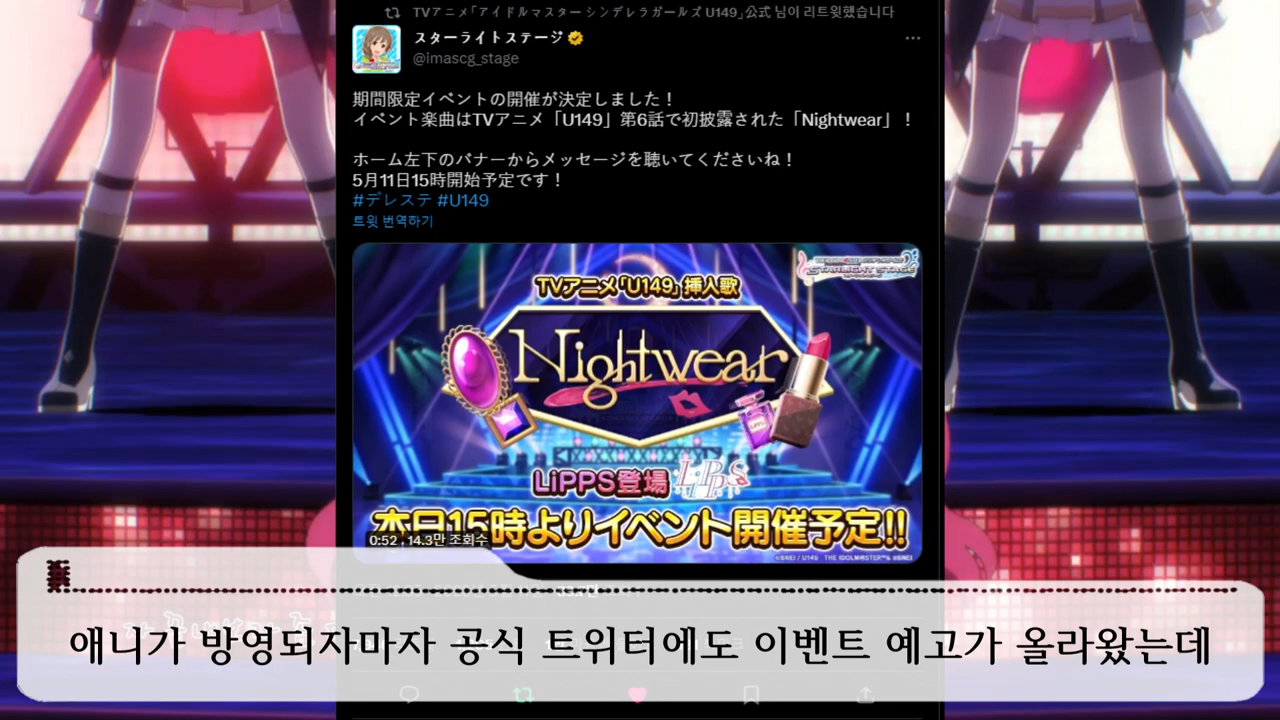 TVアニメ「アイドルマスター シンデレラガールズ U149」公式 님이 리트윗했습니다
スターライトステージ
@imascg_stage
期間限定イベントの開催が決定しました！
イベント楽曲はTVアニメ「U149」第6話で初披露された「Nightwear」！
ホーム左下のバナーからメッセージを聴いてくださいね！
5月11日15時開始予定です！
#デレステ #U149
트윗 번역하기
STARLIGHT STAGE
TVアニメ「U149」挿入歌
Nightwear
LiPPS登場
LIPPS
本日15時よりイベント開催予定!!
0:52 14.3만 조회수
©BNEI / U149 THE IDOLM@STER™& ©BNEI
애니가 방영되자마자 공식 트위터에도 이벤트 예고가 올라왔는데